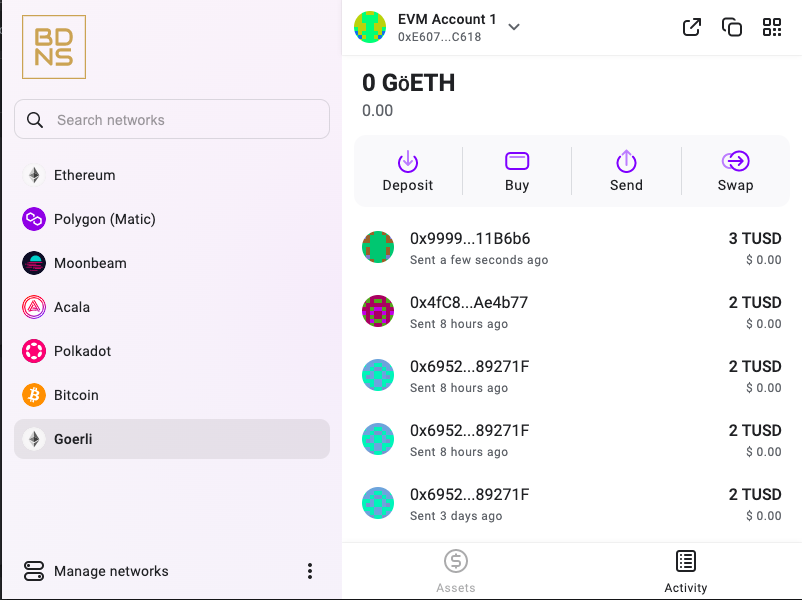 BD
NS
Search networks
Ethereum
Polygon (Matic)
Moonbeam
Acala
Polkadot
Bitcoin
Goerli
Manage networks
EVM Account 1
0xE607...C618
0 GöETH
0.00
Deposit
Buy
Send
Swap
0x9999...11B6b6
3 TUSD
Sent a few seconds ago
$ 0.00
0x4fC8...Ae4b77
2 TUSD
Sent 8 hours ago
$ 0.00
0x6952...89271F
2 TUSD
Sent 8 hours ago
$ 0.00
0x6952...89271F
2 TUSD
Sent 8 hours ago
$ 0.00
0x6952...89271F
2 TUSD
Sent 3 days ago
$ 0.00
Assets
Activity